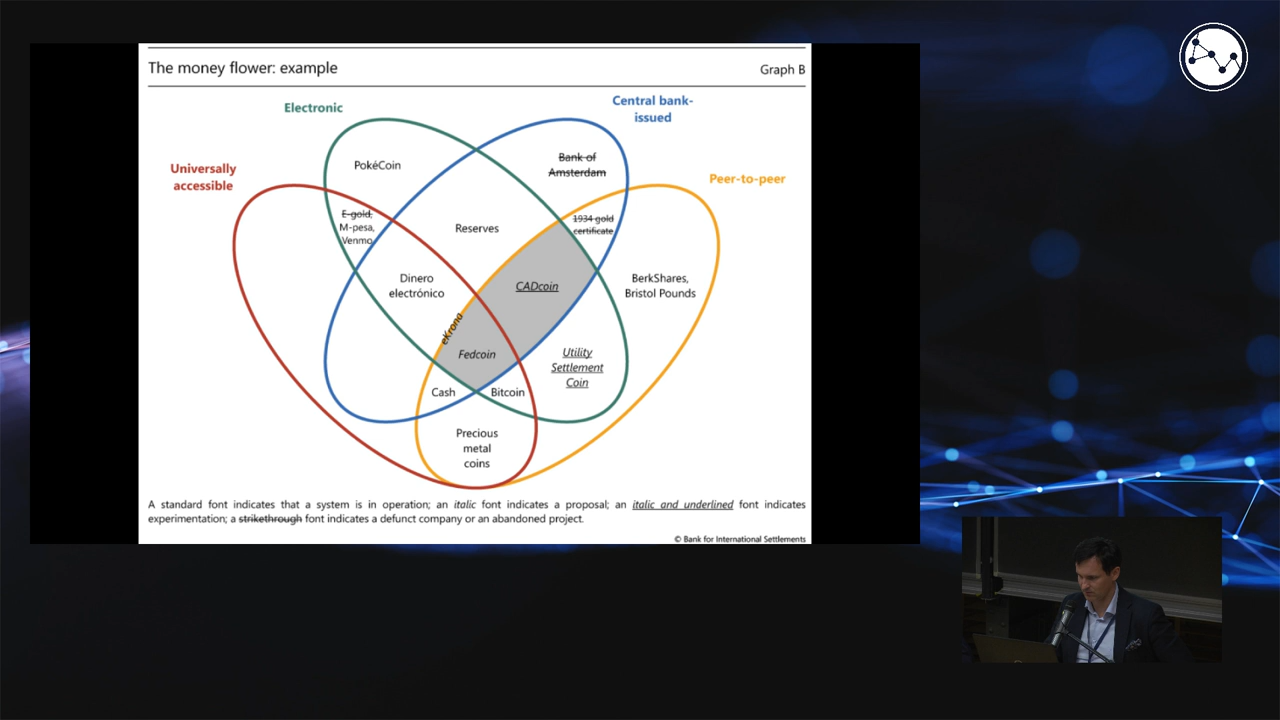 The money flower: example
Graph B
Electronic
Central bank-
issued
Universally
accessible
Peer-to-peer
PokéCoin
Bank of
Amsterdam
E-gold,
M-pesa,
Venmo
Reserves
1934 gold
certificate
Dinero
electrónico
CADcoin
BerkShares,
Bristol Pounds
eKrona
Fedcoin
Utility
Settlement
Coin
Cash
Bitcoin
Precious
metal
coins
A standard font indicates that a system is in operation; an italic font indicates a proposal; an italic and underlined font indicates
experimentation; a strikethrough font indicates a defunct company or an abandoned project.
© Bank for International Settlements